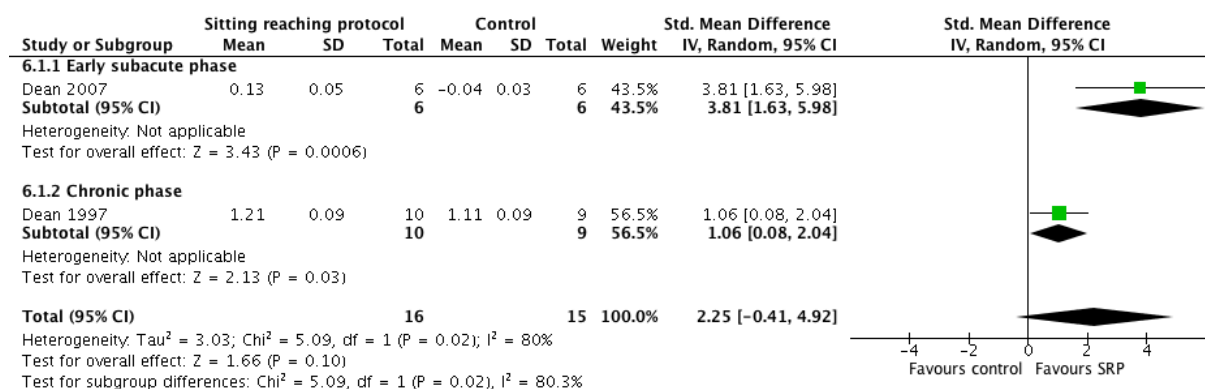 Sitting reaching protocol Control Std. Mean Difference Std. Mean Difference
Study or Subgroup Mean SD Total Mean SD Total Weight IV, Random, 95% CI IV, Random, 95% CI
6.1.1 Early subacute phase
Dean 2007 0.13 0.05 6 −0.04 0.03 6 43.5% 3.81 [1.63, 5.98]
Subtotal (95% CI) 6 6 43.5% 3.81 [1.63, 5.98]
Heterogeneity: Not applicable
Test for overall effect: Z = 3.43 (P = 0.0006)
6.1.2 Chronic phase
Dean 1997 1.21 0.09 10 1.11 0.09 9 56.5% 1.06 [0.08, 2.04]
Subtotal (95% CI) 10 9 56.5% 1.06 [0.08, 2.04]
Heterogeneity: Not applicable
Test for overall effect: Z = 2.13 (P = 0.03)
Total (95% CI) 16 15 100.0% 2.25 [−0.41, 4.92]
Heterogeneity: Tau² = 3.03; Chi² = 5.09, df = 1 (P = 0.02); I² = 80%
Test for overall effect: Z = 1.66 (P = 0.10)
Test for subgroup differences: Chi² = 5.09, df = 1 (P = 0.02), I² = 80.3%
−4 −2 0 2 4
Favours control Favours SRP